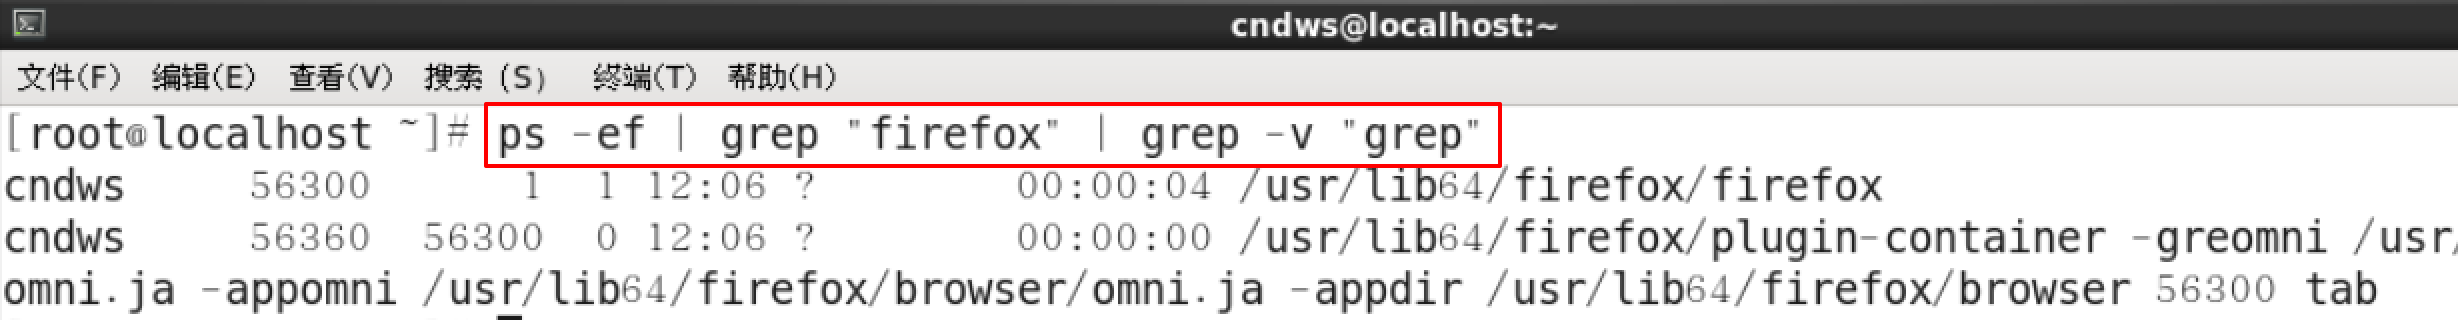 cndws@localhost:~
文件(F) 编辑(E) 查看(V) 搜索 (S) 终端(T) 帮助(H)
[root@localhost ~]# ps -ef | grep "firefox" | grep -v "grep"
cndws 56300 1 1 12:06 ? 00:00:04 /usr/lib64/firefox/firefox
cndws 56360 56300 0 12:06 ? 00:00:00 /usr/lib64/firefox/plugin-container -greomni /usr/
omni.ja -appomni /usr/lib64/firefox/browser/omni.ja -appdir /usr/lib64/firefox/browser 56300 tab